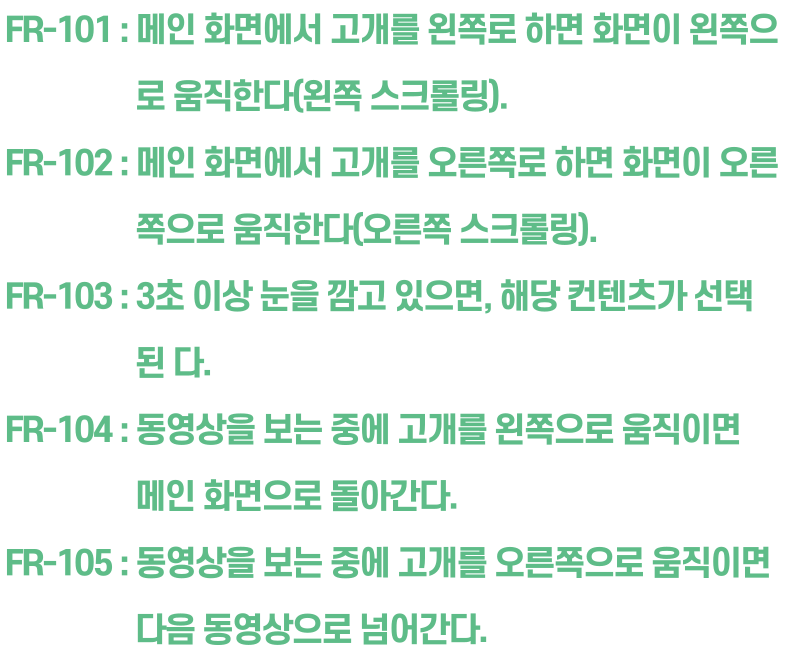 FR-101 : 메인 화면에서 고개를 왼쪽로 하면 화면이 왼쪽으
로 움직한다(왼쪽 스크롤링).
FR-102 : 메인 화면에서 고개를 오른쪽로 하면 화면이 오른
쪽으로 움직한다(오른쪽 스크롤링).
FR-103 : 3초 이상 눈을 깜고 있으면, 해당 컨텐츠가 선택
된 다.
FR-104 : 동영상을 보는 중에 고개를 왼쪽으로 움직이면
메인 화면으로 돌아간다.
FR-105 : 동영상을 보는 중에 고개를 오른쪽으로 움직이면
다음 동영상으로 넘어간다.